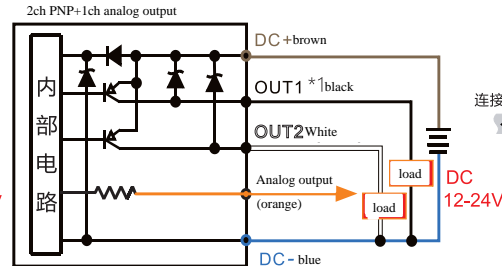 2ch PNP+1ch analog output
DC+brown
内部电路
OUT1 *1black
连接
OUT2White
load
DC
12-24V
Analog output
(orange)
load
DC- blue